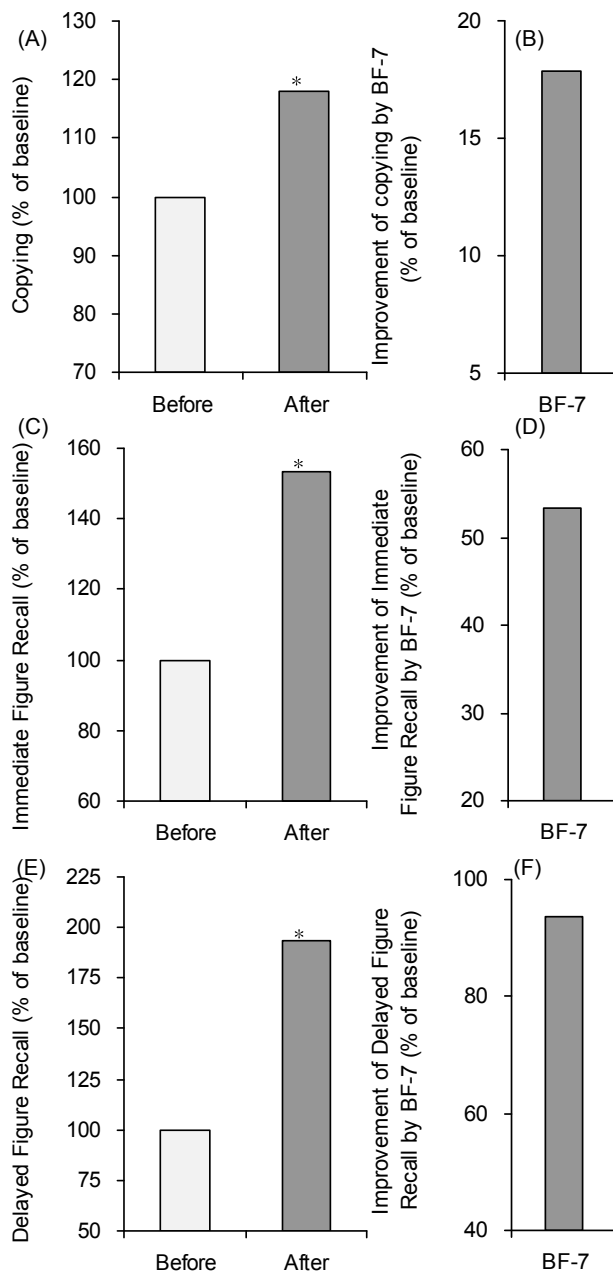 (A)
Copying (% of baseline)
130
120
110
100
90
80
70
*
Before
After
(B)
Improvement of copying by BF-7
(% of baseline)
20
17
14
11
8
5
BF-7
(C)
Immediate Figure Recall (% of baseline)
160
140
120
100
80
60
*
Before
After
(D)
Improvement of Immediate
Figure Recall by BF-7 (% of baseline)
60
50
40
30
20
BF-7
(E)
Delayed Figure Recall (% of baseline)
225
200
175
150
125
100
75
50
*
Before
After
(F)
Improvement of Delayed Figure
Recall by BF-7 (% of baseline)
100
80
60
40
BF-7